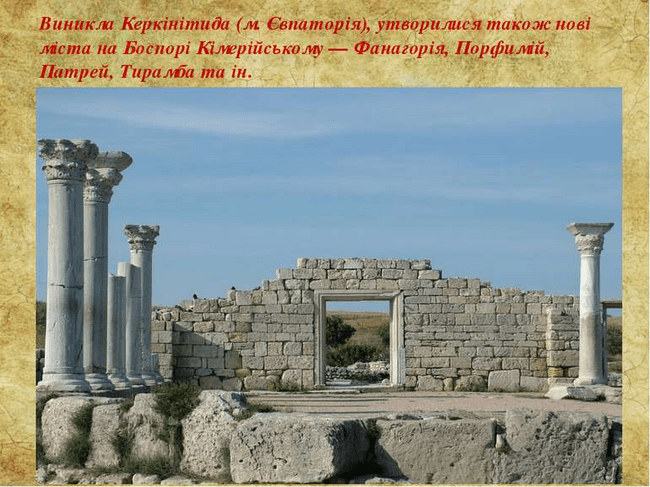 Виникла Керкінітида (м. Євпаторія), утворилися також нові
міста на Боспорі Кімерійському — Фанагорія, Порфимій,
Патрей, Тирамба та ін.